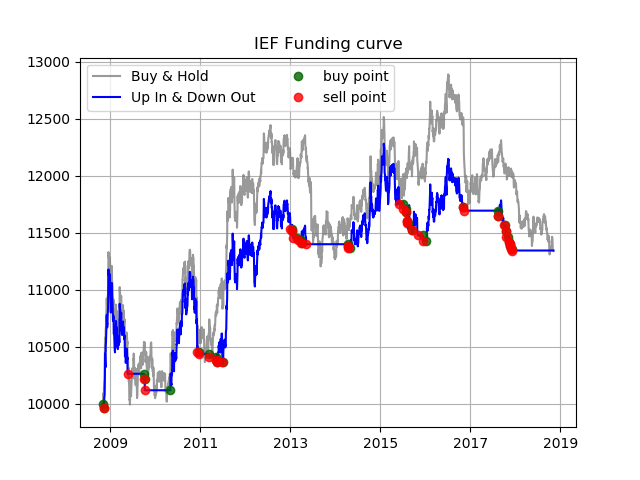 IEF Funding curve
Buy & Hold
Up In & Down Out
buy point
sell point
13000
12500
12000
11500
11000
10500
10000
2009 2011 2013 2015 2017 2019